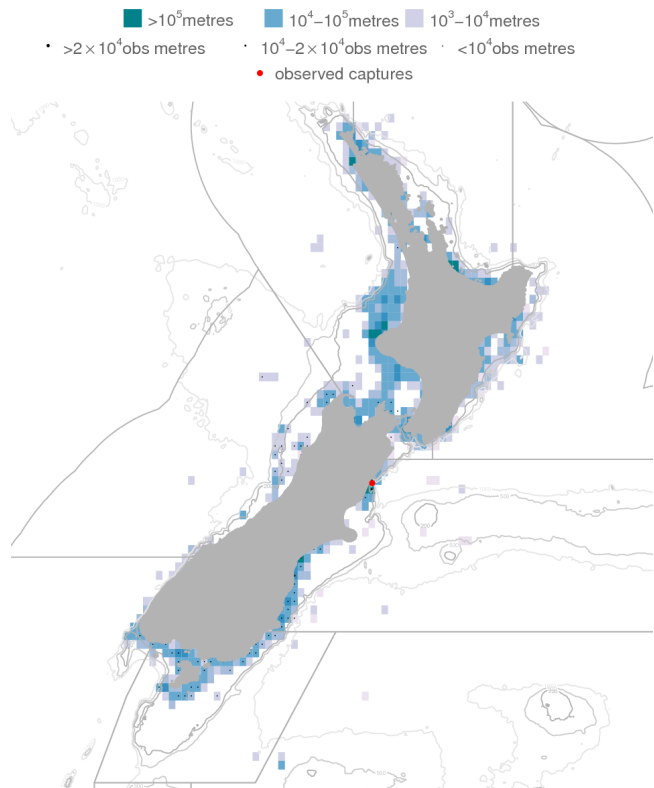 >10⁵metres 10⁴−10⁵metres 10³−10⁴metres
>2×10⁴obs metres 10⁴−2×10⁴obs metres <10⁴obs metres
observed captures